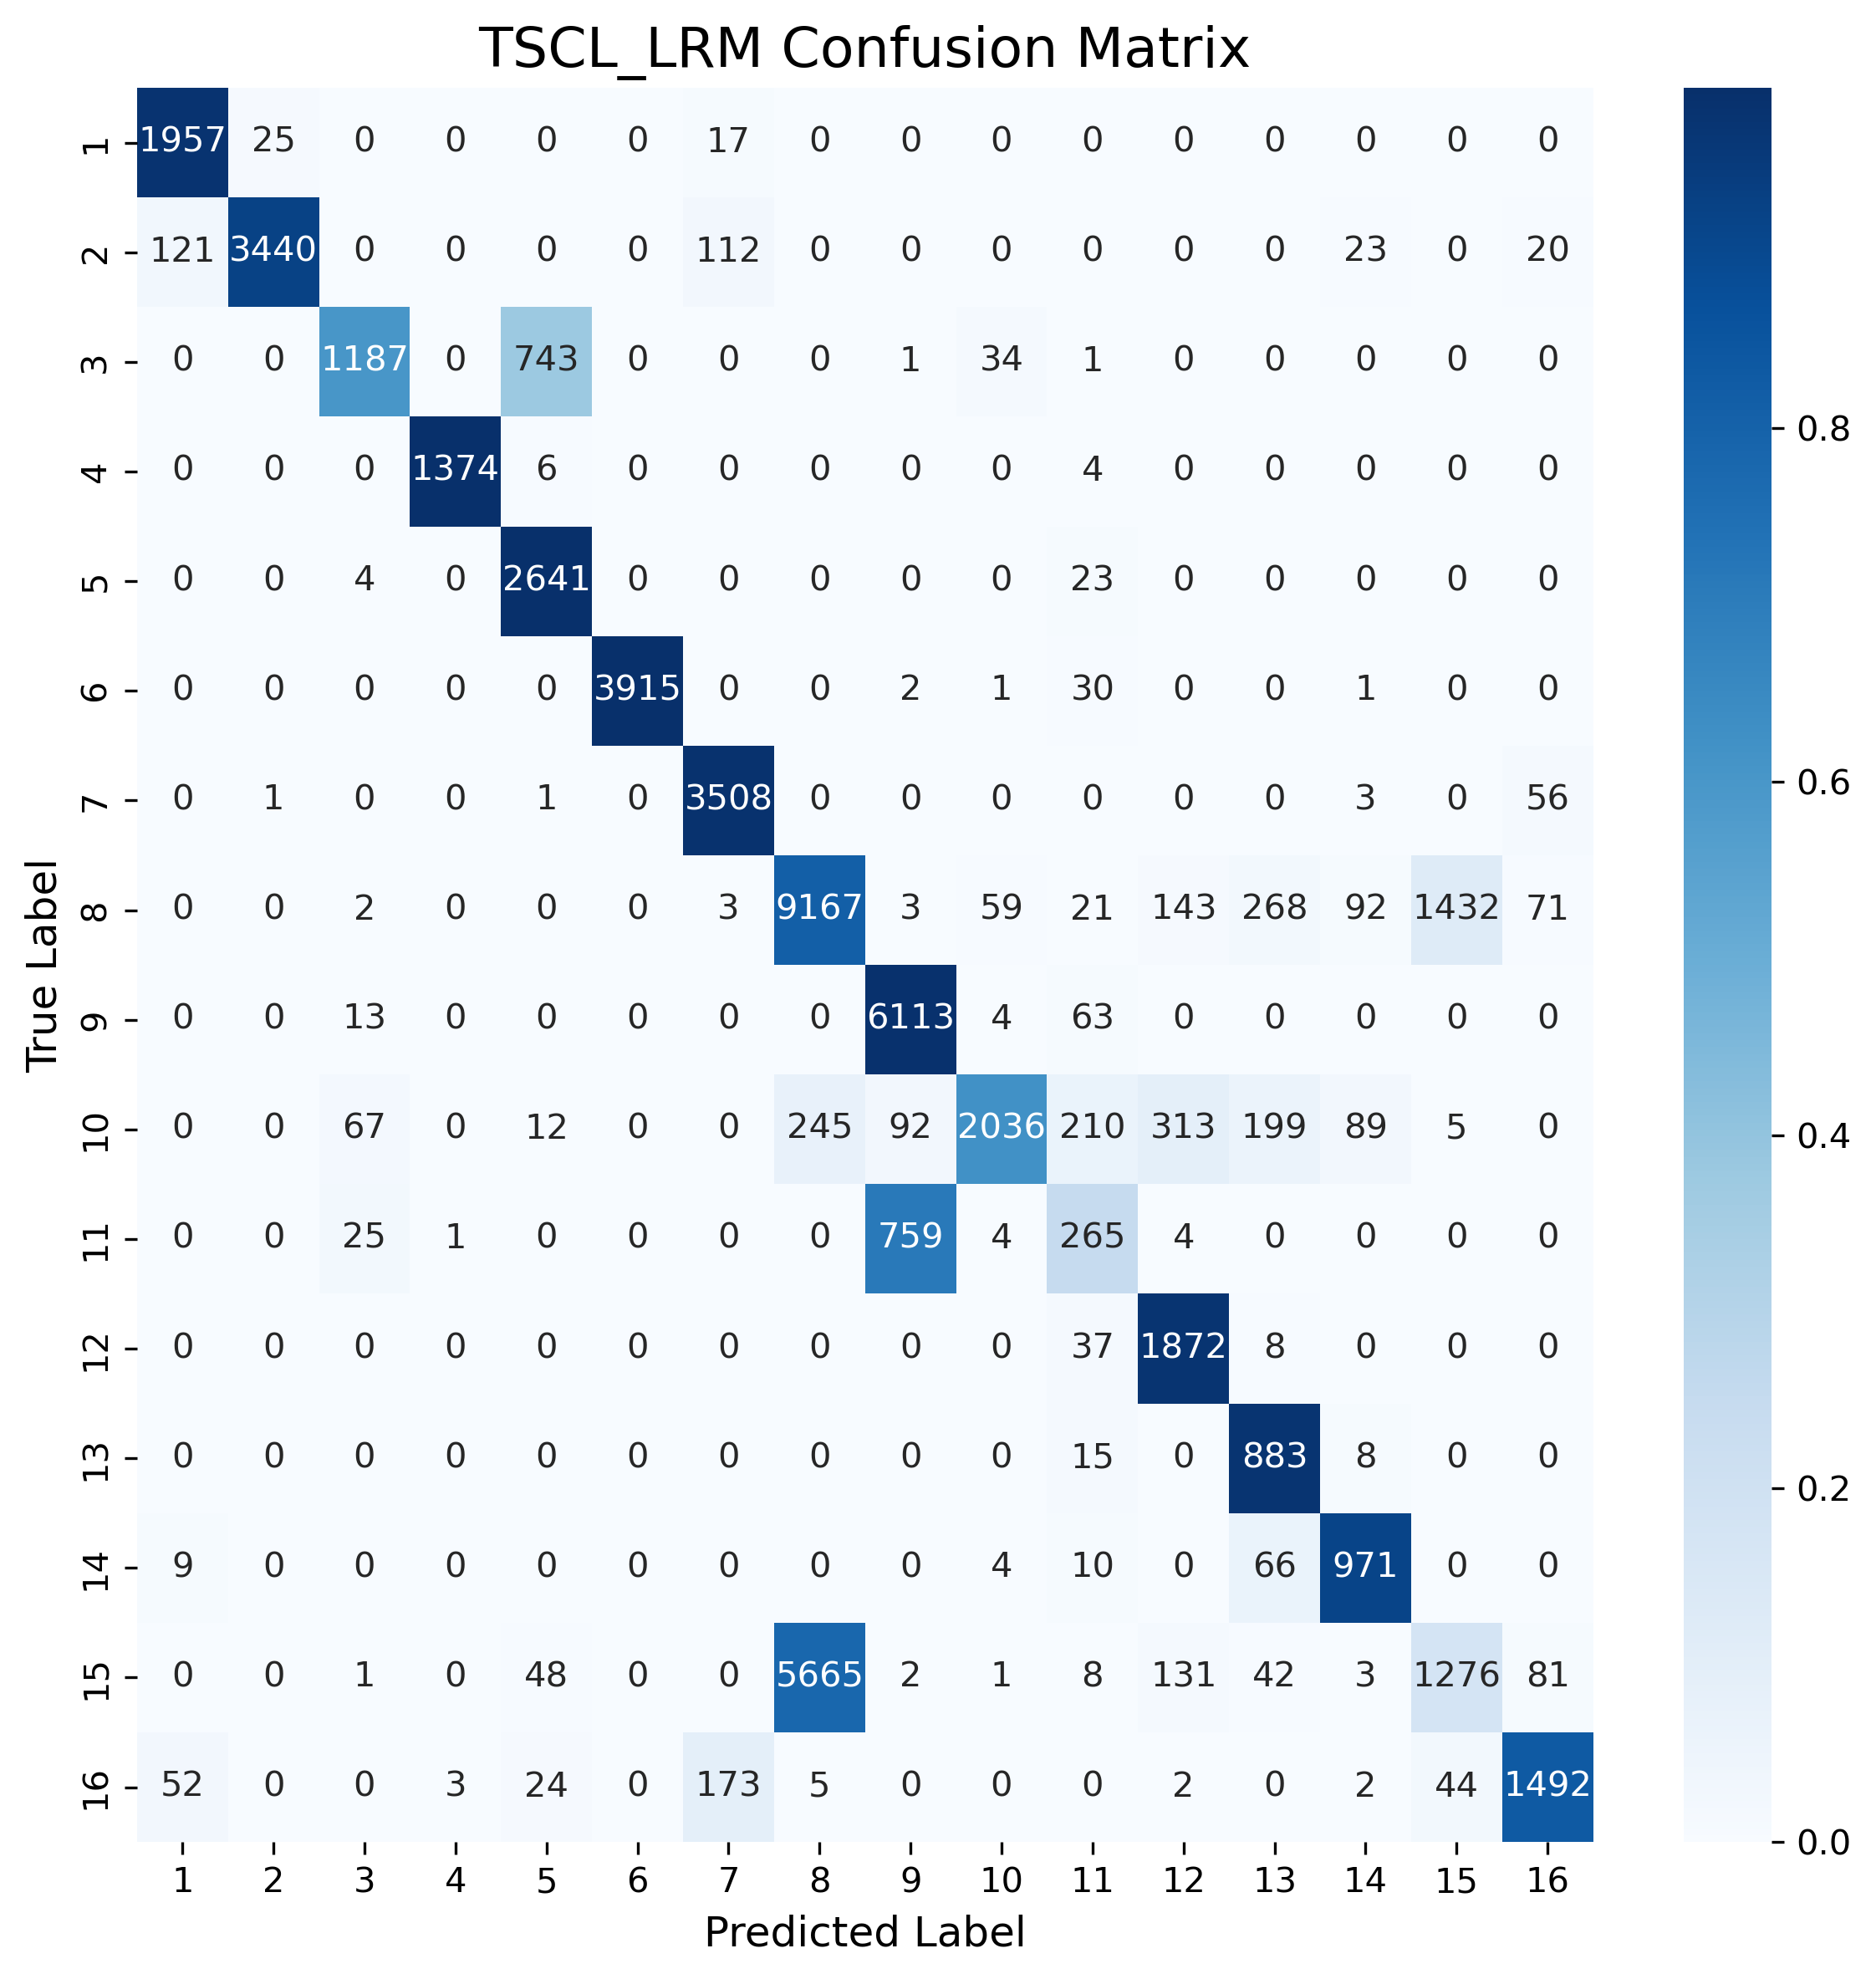 TSCL_LRM Confusion Matrix
1 1957 25 0 0 0 0 17 0 0 0 0 0 0 0 0 0
2 121 3440 0 0 0 0 112 0 0 0 0 0 0 23 0 20
3 0 0 1187 0 743 0 0 0 1 34 1 0 0 0 0 0
4 0 0 0 1374 6 0 0 0 0 0 4 0 0 0 0 0
5 0 0 4 0 2641 0 0 0 0 0 23 0 0 0 0 0
6 0 0 0 0 0 3915 0 0 2 1 30 0 0 1 0 0
7 0 1 0 0 1 0 3508 0 0 0 0 0 0 3 0 56
8 0 0 2 0 0 0 3 9167 3 59 21 143 268 92 1432 71
9 0 0 13 0 0 0 0 0 6113 4 63 0 0 0 0 0
10 0 0 67 0 12 0 0 245 92 2036 210 313 199 89 5 0
11 0 0 25 1 0 0 0 0 759 4 265 4 0 0 0 0
12 0 0 0 0 0 0 0 0 0 0 37 1872 8 0 0 0
13 0 0 0 0 0 0 0 0 0 0 15 0 883 8 0 0
14 9 0 0 0 0 0 0 0 0 4 10 0 66 971 0 0
15 0 0 1 0 48 0 0 5665 2 1 8 131 42 3 1276 81
16 52 0 0 3 24 0 173 5 0 0 0 2 0 2 44 1492
1 2 3 4 5 6 7 8 9 10 11 12 13 14 15 16
Predicted Label
True Label
0.8
0.6
0.4
0.2
0.0